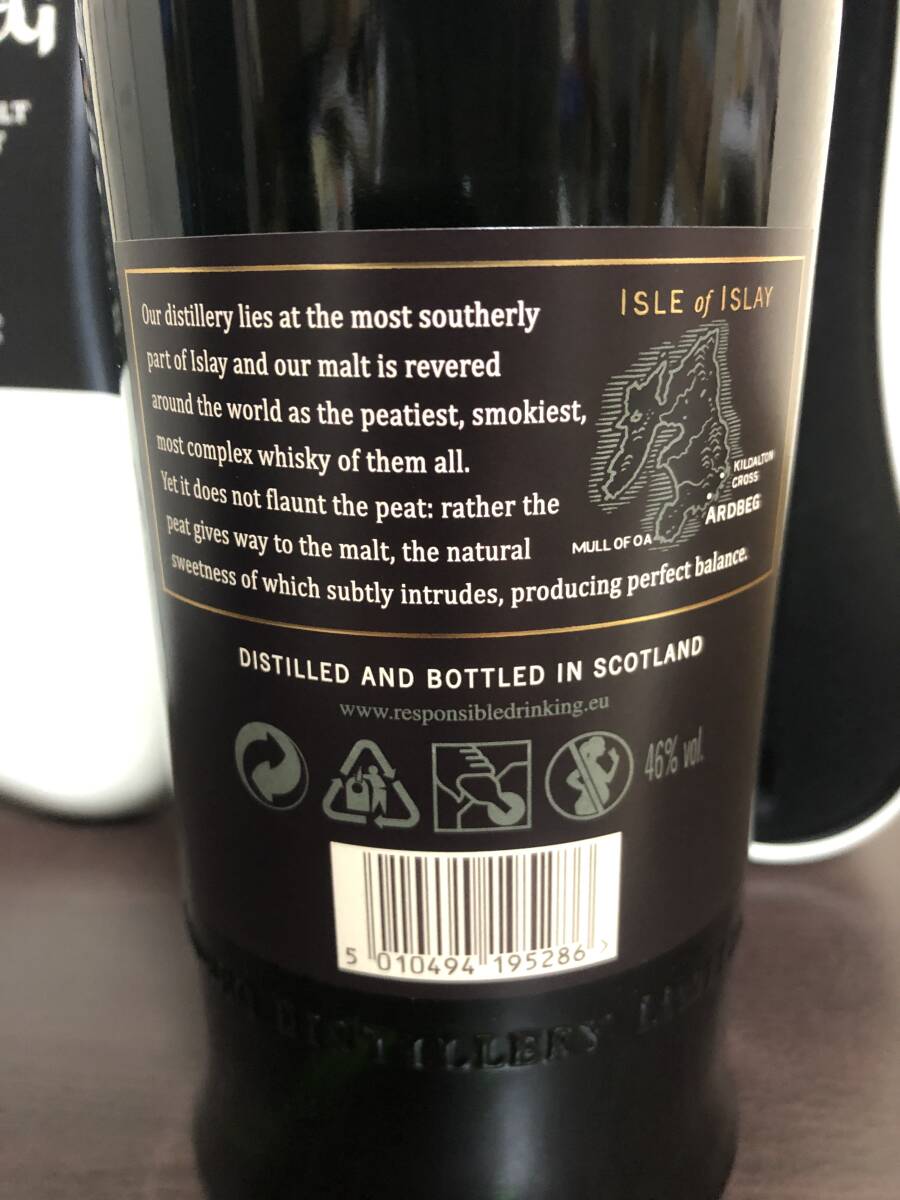 Our distillery lies at the most southerly
part of Islay and our malt is revered
around the world as the peatiest, smokiest,
most complex whisky of them all.
Yet it does not flaunt the peat: rather the
peat gives way to the malt, the natural
sweetness of which subtly intrudes, producing perfect balance.
ISLE of ISLAY
KILDALTON
CROSS
ARDBEG
MULL OF OA
DISTILLED AND BOTTLED IN SCOTLAND
www.responsibledrinking.eu
46% vol.
5 010494 195286 >
DISTILLERY